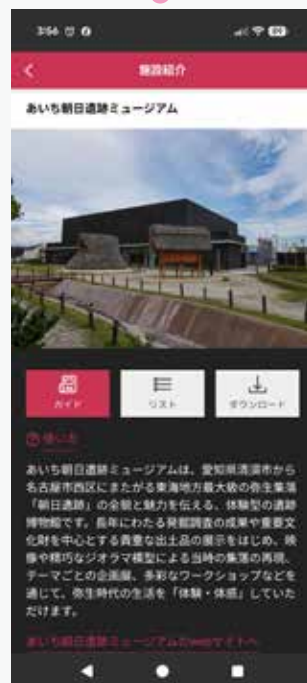 3:56
施設紹介
あいち朝日遺跡ミュージアム
ガイド
リスト
ダウンロード
使い方
あいち朝日遺跡ミュージアムは、愛知県清須市から
名古屋市西区にまたがる東海地方最大級の弥生集落
「朝日遺跡」の全貌と魅力を伝える、体験型の遺跡
博物館です。長年にわたる発掘調査の成果や重要文
化財を中心とする貴重な出土品の展示をはじめ、映
像や精巧なジオラマ模型による当時の集落の再現、
テーマごとの企画展、多彩なワークショップなどを
通じて、弥生時代の生活を「体験・体感」していた
だけます。
あいち朝日遺跡ミュージアムのwebサイトへ